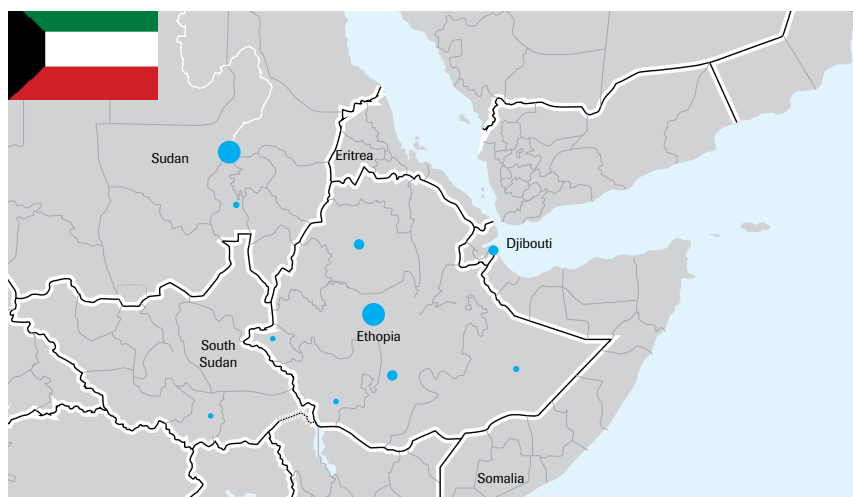 Sudan
Eritrea
Djibouti
Ethopia
South
Sudan
Somalia